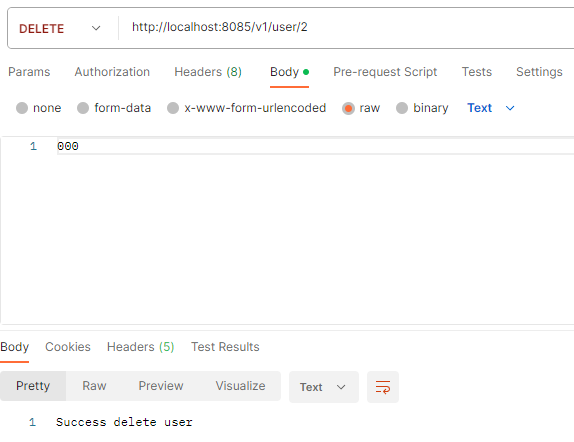 DELETE http://localhost:8085/v1/user/2
Params Authorization Headers (8) Body Pre-request Script Tests Settings
none form-data x-www-form-urlencoded raw binary Text
1 000
Body Cookies Headers (5) Test Results
Pretty Raw Preview Visualize Text
1 Success delete user